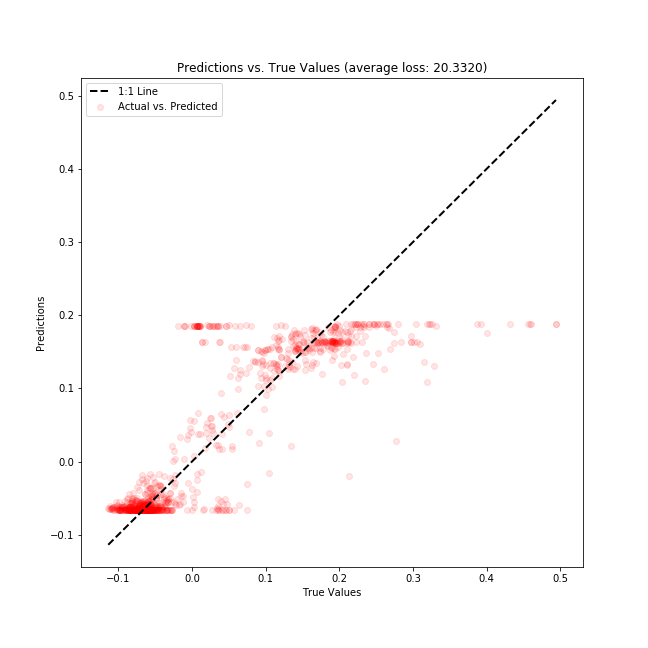 Predictions vs. True Values (average loss: 20.3320)
1:1 Line
Actual vs. Predicted
0.5
0.4
0.3
0.2
0.1
0.0
−0.1
Predictions
−0.1 0.0 0.1 0.2 0.3 0.4 0.5
True Values